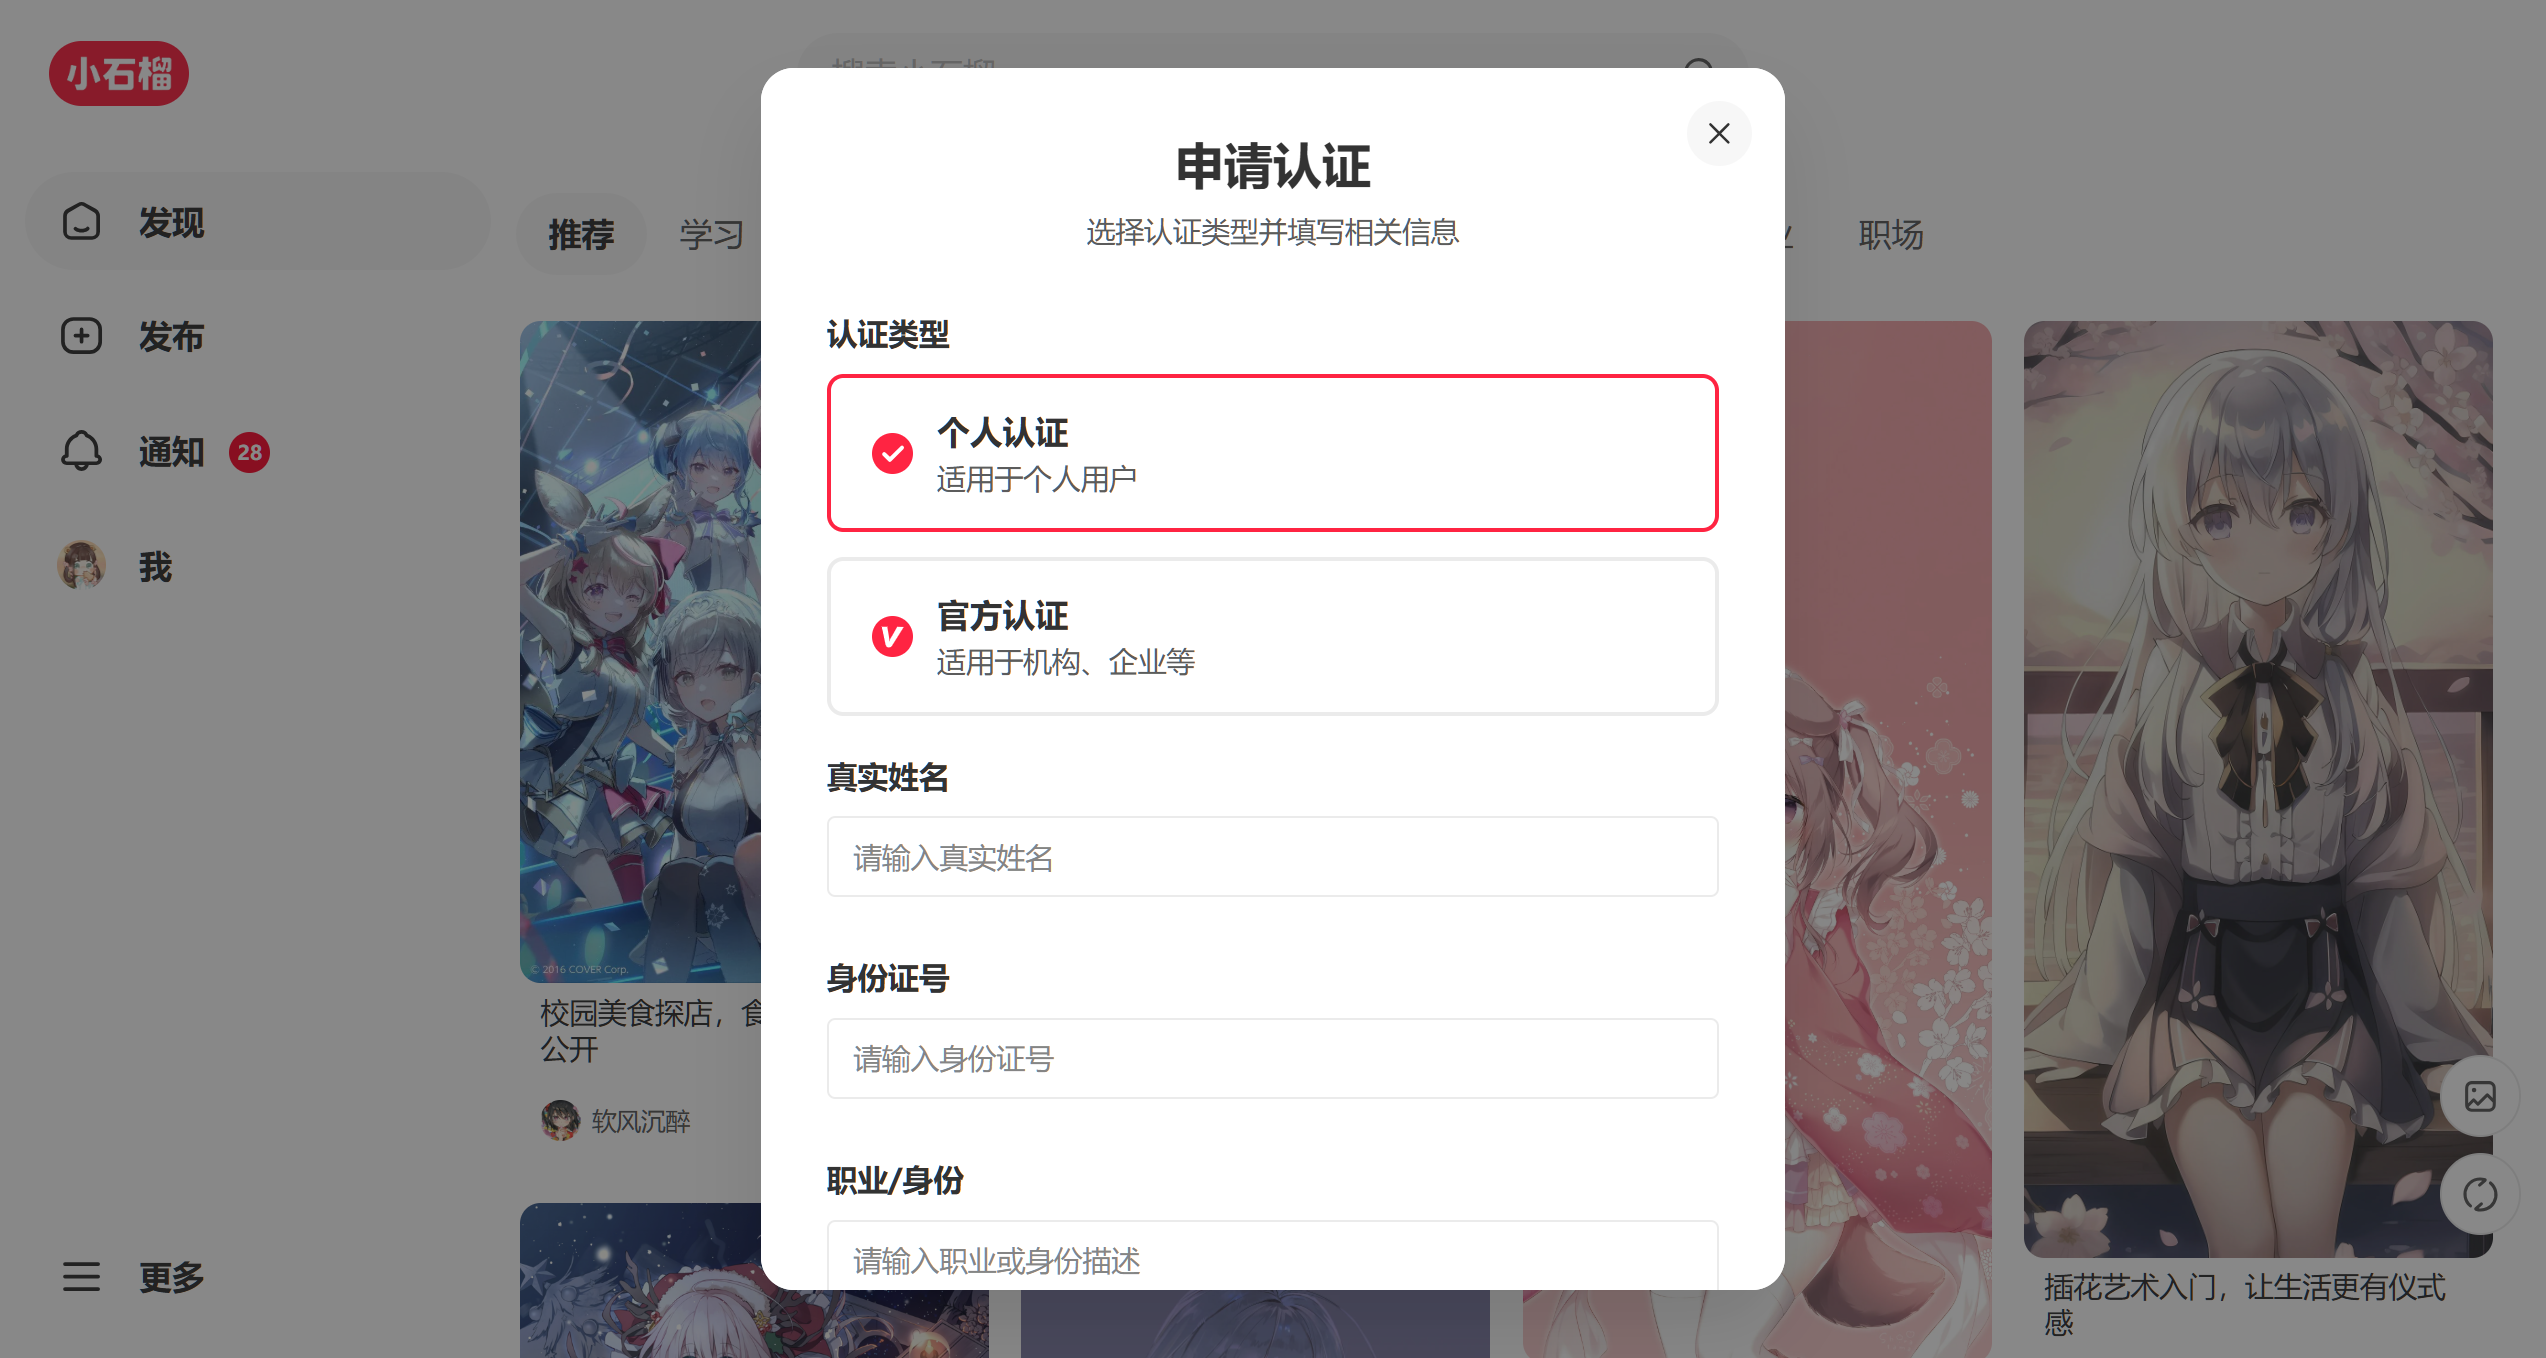 小石榴
发现
发布
通知 28
我
更多
推荐
学习
职场
申请认证
选择认证类型并填写相关信息
认证类型
个人认证
适用于个人用户
官方认证
适用于机构、企业等
真实姓名
请输入真实姓名
身份证号
请输入身份证号
职业/身份
请输入职业或身份描述
© 2016 COVER Corp.
校园美食探店，食
公开
软风沉醉
插花艺术入门，让生活更有仪式
感